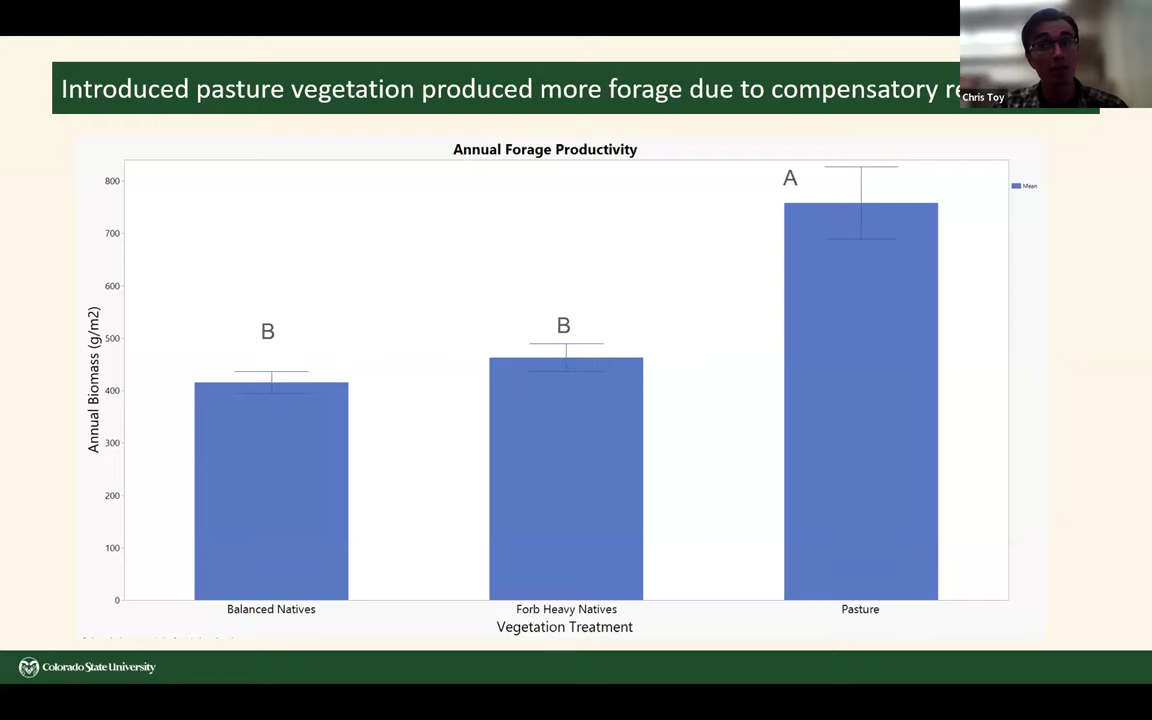 Introduced pasture vegetation produced more forage due to compensatory
Chris Toy
Annual Forage Productivity
Mean
Annual Biomass (g/m2)
800
700
600
500
400
300
200
100
0
B
B
A
Balanced Natives
Forb Heavy Natives
Pasture
Vegetation Treatment
Colorado State University